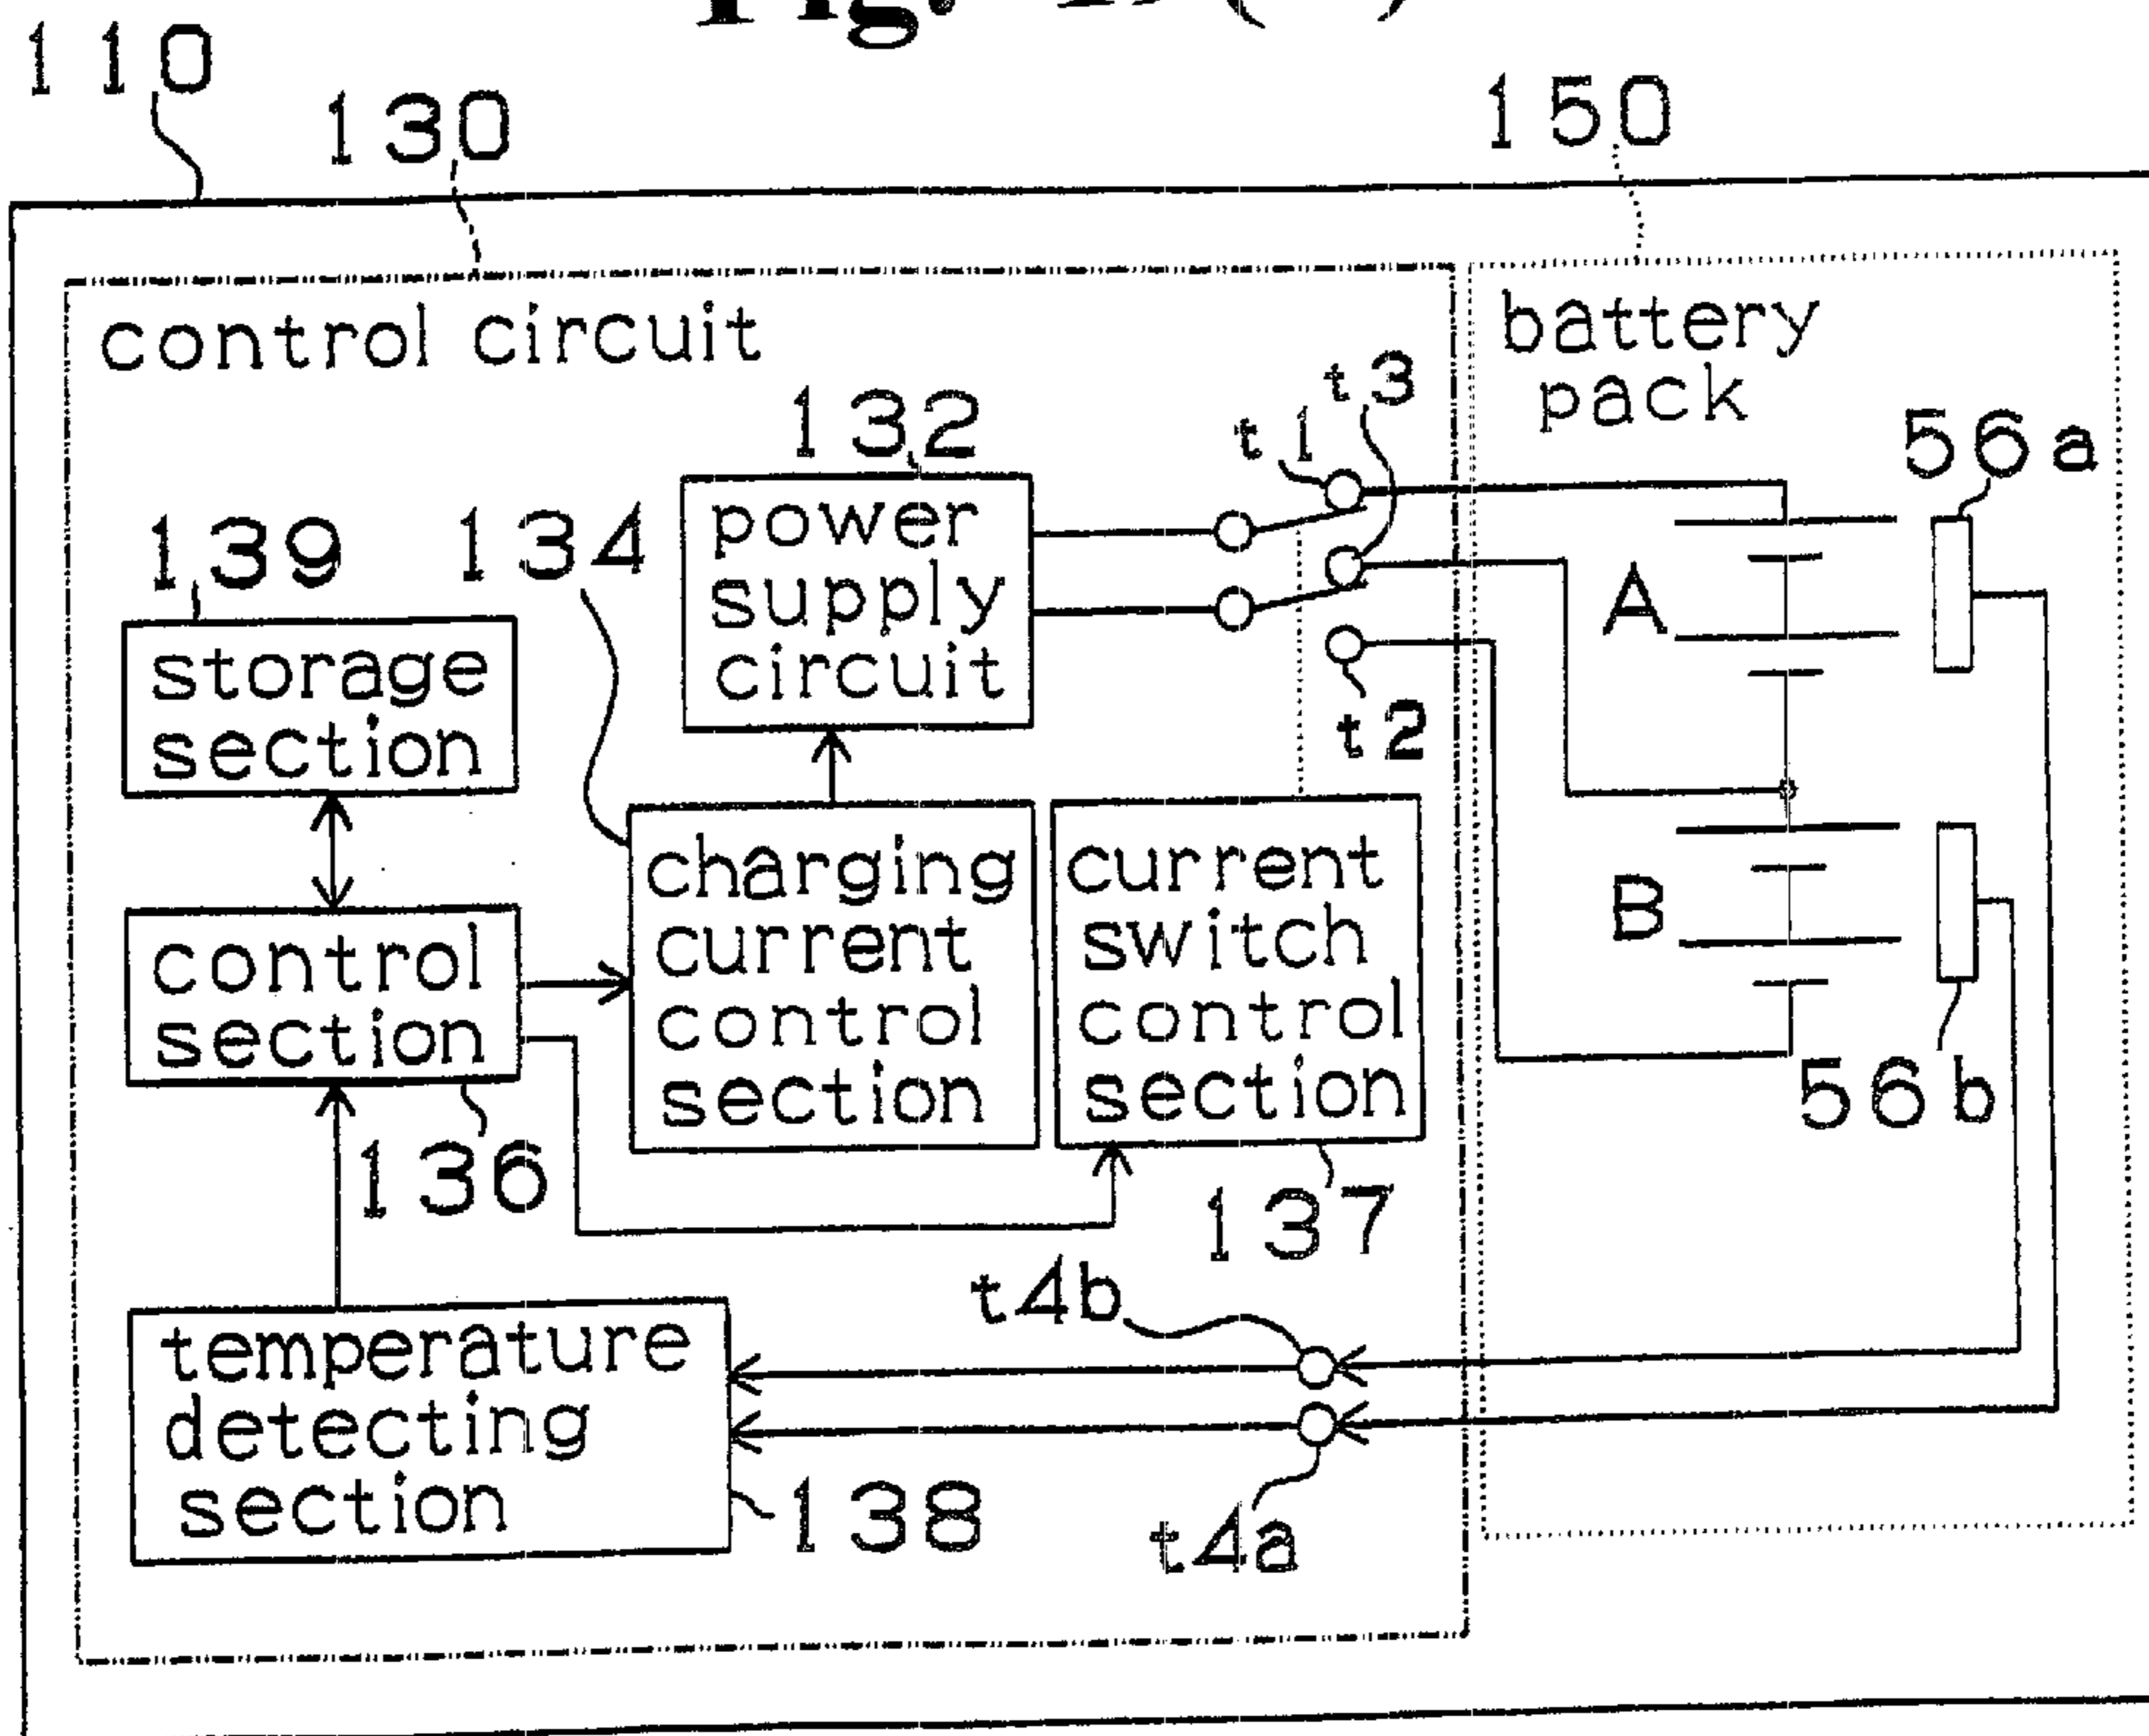 Fig.
110
130
150
control circuit
battery
pack
132
t1
t3
56a
139
134
power
supply
circuit
A
storage
section
t2
charging
current
control
section
current
switch
control
section
B
control
section
56b
136
137
t4b
temperature
detecting
section
138
t4a